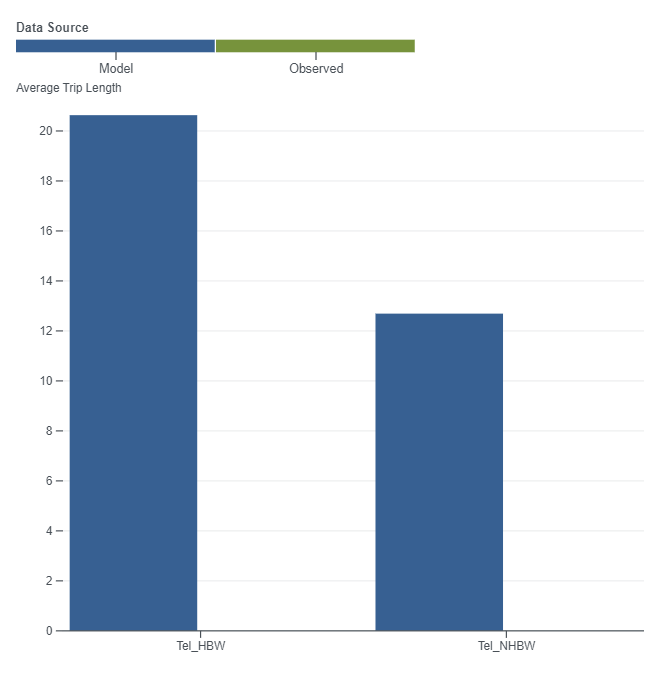 Data Source
Model Observed
Average Trip Length
20
18
16
14
12
10
8
6
4
2
0
Tel_HBW Tel_NHBW